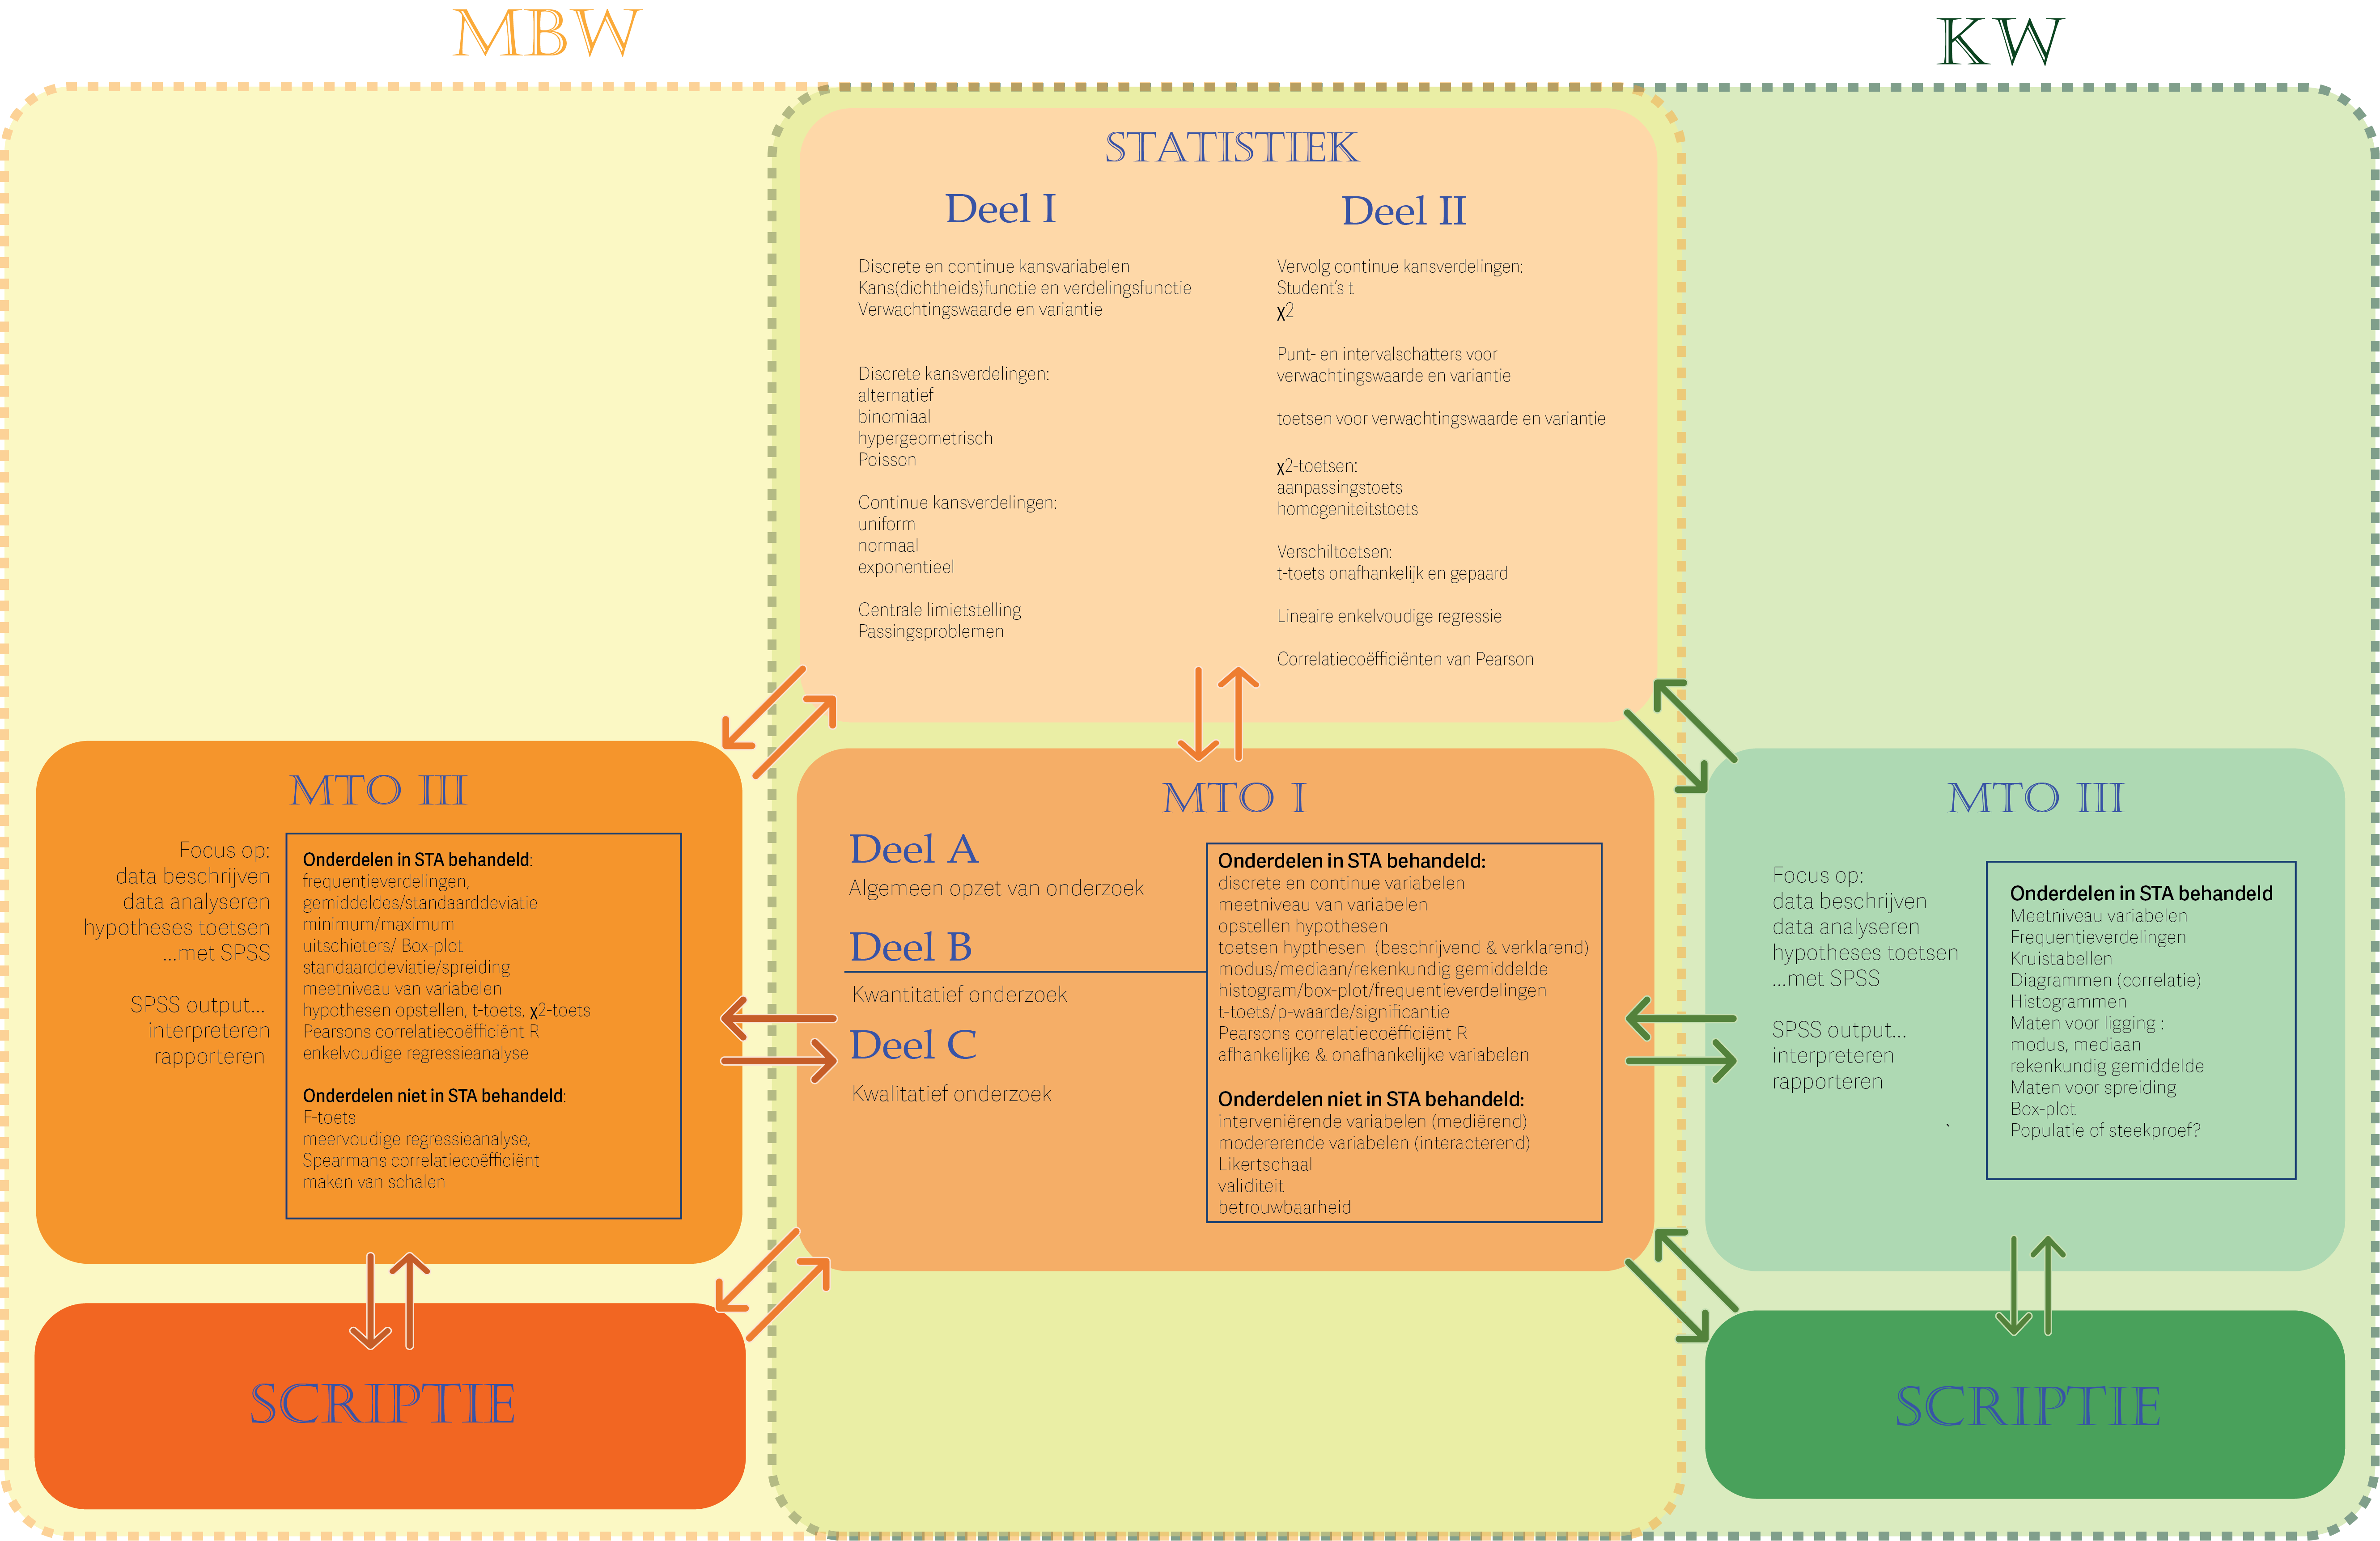 MBW
KW
STATISTIEK
Deel I
Discrete en continue kansvariabelen
Kans(dichtheids)functie en verdelingsfunctie
Verwachtingswaarde en variantie
Discrete kansverdelingen:
alternatief
binomiaal
hypergeometrisch
Poisson
Continue kansverdelingen:
uniform
normaal
exponentieel
Centrale limietstelling
Passingsproblemen
Deel II
Vervolg continue kansverdelingen:
Student's t
χ2
Punt- en intervalschatters voor
verwachtingswaarde en variantie
toetsen voor verwachtingswaarde en variantie
χ2-toetsen:
aanpassingstoets
homogeniteitstoets
Verschiltoetsen:
t-toets onafhankelijk en gepaard
Lineaire enkelvoudige regressie
Correlatiecoëfficiënten van Pearson
MTO III
Focus op:
data beschrijven
data analyseren
hypotheses toetsen
...met SPSS
SPSS output...
interpreteren
rapporteren
Onderdelen in STA behandeld:
frequentieverdelingen,
gemiddeldes/standaarddeviatie
minimum/maximum
uitschieters/ Box-plot
standaarddeviatie/spreiding
meetniveau van variabelen
hypothesen opstellen, t-toets, χ2-toets
Pearsons correlatiecoëfficiënt R
enkelvoudige regressieanalyse
Onderdelen niet in STA behandeld:
F-toets
meervoudige regressieanalyse,
Spearmans correlatiecoëfficiënt
maken van schalen
MTO I
Deel A
Algemeen opzet van onderzoek
Deel B
Kwantitatief onderzoek
Deel C
Kwalitatief onderzoek
Onderdelen in STA behandeld:
discrete en continue variabelen
meetniveau van variabelen
opstellen hypothesen
toetsen hypthesen (beschrijvend & verklarend)
modus/mediaan/rekenkundig gemiddelde
histogram/box-plot/frequentieverdelingen
t-toets/p-waarde/significantie
Pearsons correlatiecoëfficiënt R
afhankelijke & onafhankelijke variabelen
Onderdelen niet in STA behandeld:
interveniërende variabelen (mediërend)
modererende variabelen (interacterend)
Likertschaal
validiteit
betrouwbaarheid
MTO III
Focus op:
data beschrijven
data analyseren
hypotheses toetsen
...met SPSS
SPSS output...
interpreteren
rapporteren
`
Onderdelen in STA behandeld
Meetniveau variabelen
Frequentieverdelingen
Kruistabellen
Diagrammen (correlatie)
Histogrammen
Maten voor ligging :
modus, mediaan
rekenkundig gemiddelde
Maten voor spreiding
Box-plot
Populatie of steekproef?
SCRIPTIE
SCRIPTIE